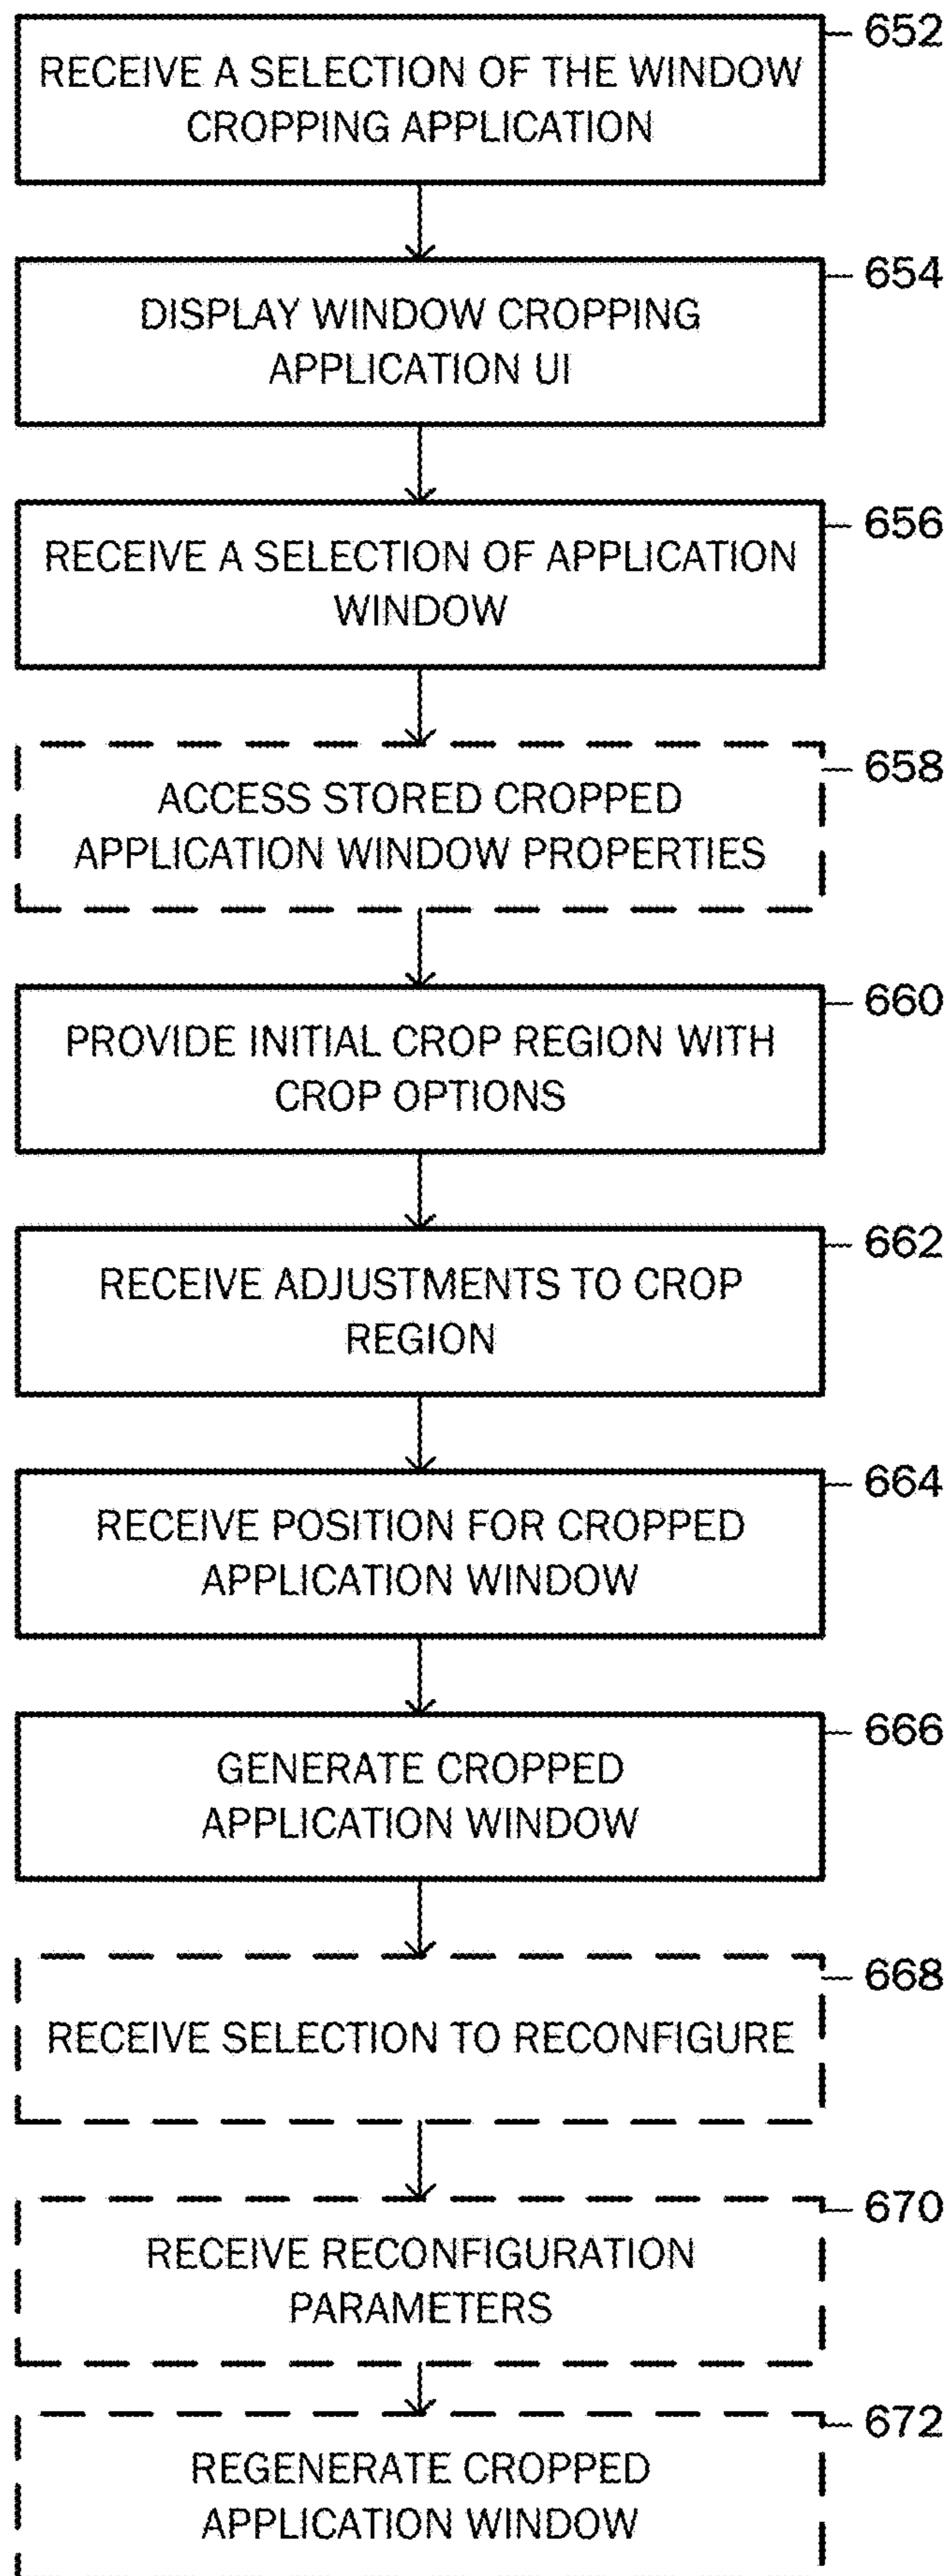 652
RECEIVE A SELECTION OF THE WINDOW
CROPPING APPLICATION
654
DISPLAY WINDOW CROPPING
APPLICATION UI
656
RECEIVE A SELECTION OF APPLICATION
WINDOW
658
ACCESS STORED CROPPED
APPLICATION WINDOW PROPERTIES
660
PROVIDE INITIAL CROP REGION WITH
CROP OPTIONS
662
RECEIVE ADJUSTMENTS TO CROP
REGION
664
RECEIVE POSITION FOR CROPPED
APPLICATION WINDOW
666
GENERATE CROPPED
APPLICATION WINDOW
668
RECEIVE SELECTION TO RECONFIGURE
670
RECEIVE RECONFIGURATION
PARAMETERS
672
REGENERATE CROPPED
APPLICATION WINDOW